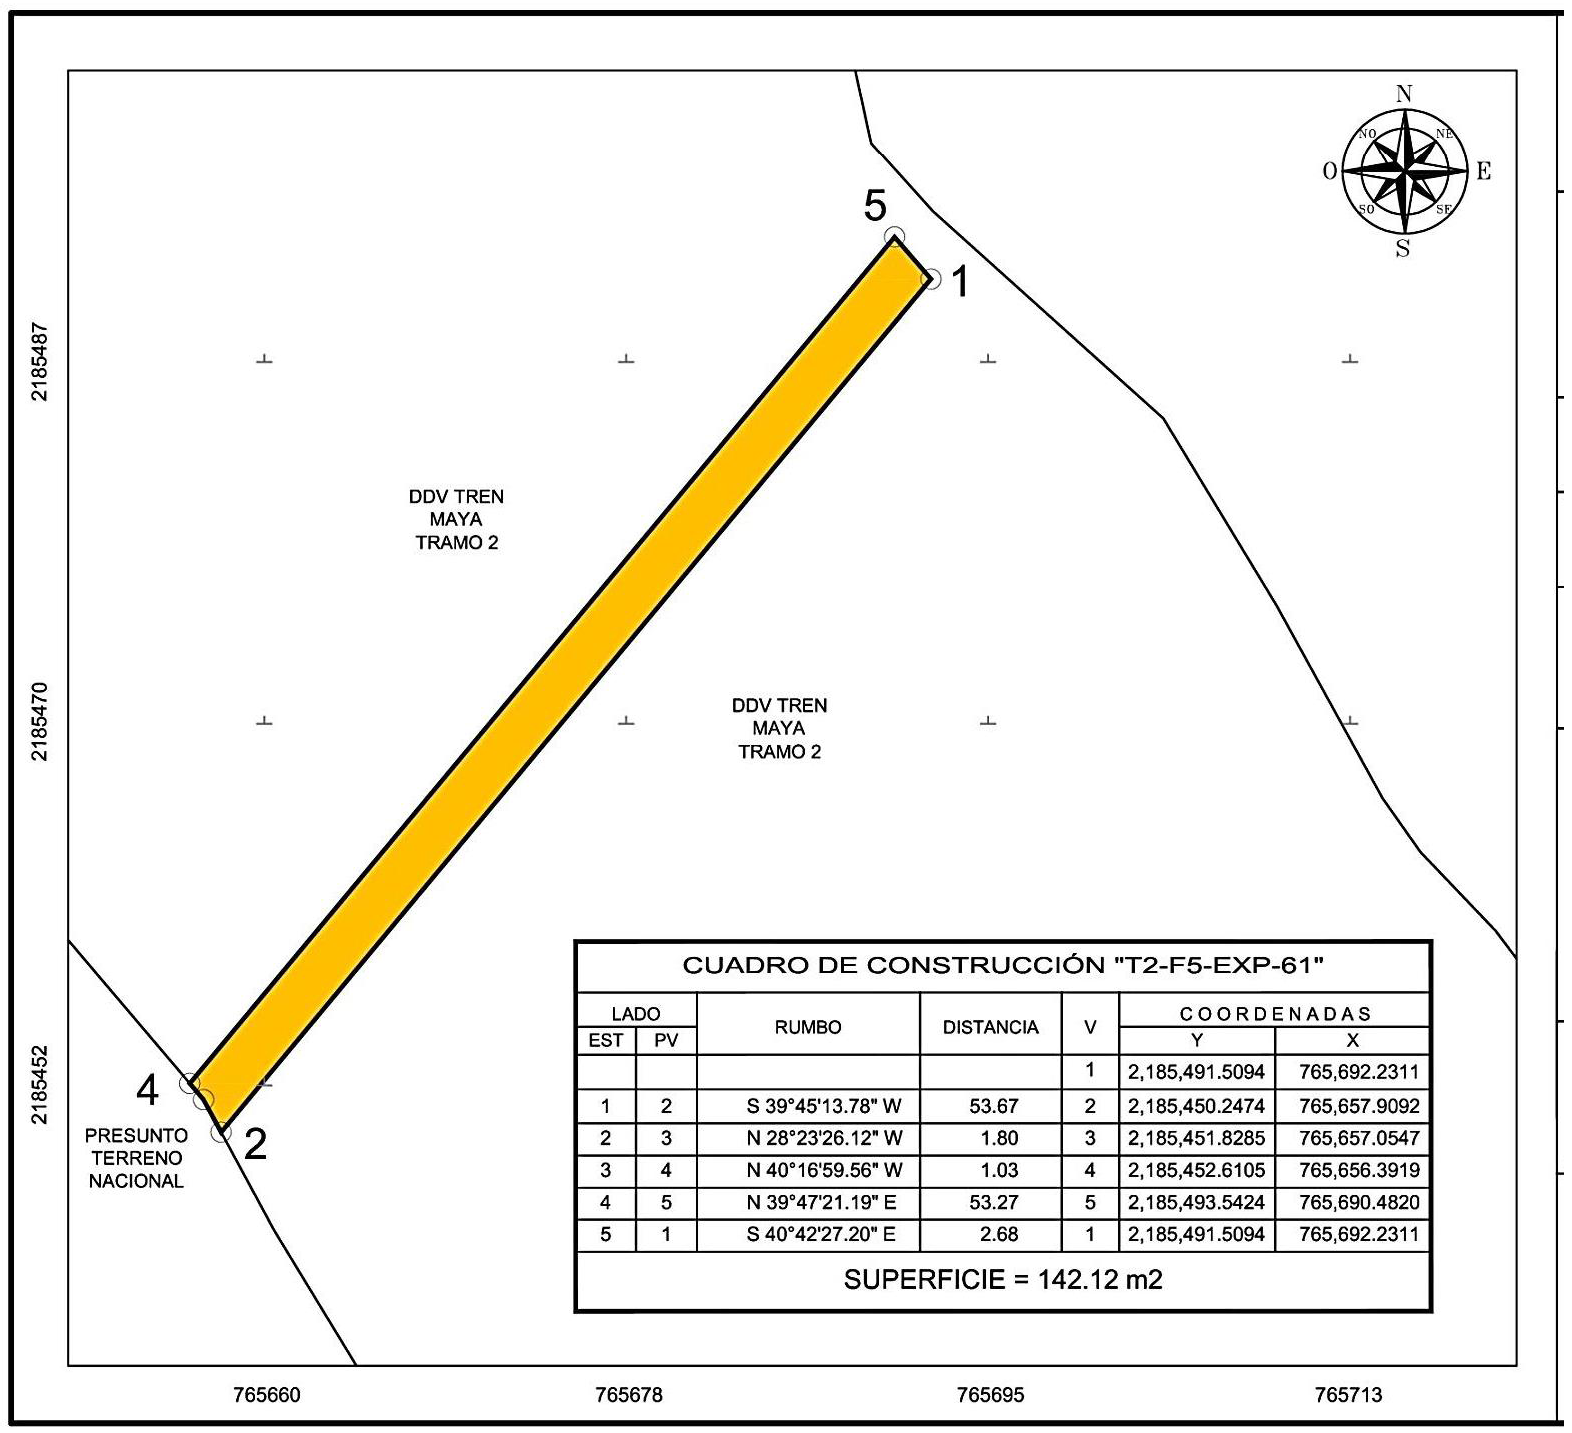 N
NO
NE
O
E
SO
SE
S
5
1
2185487
DDV TREN
MAYA
TRAMO 2
2185470
DDV TREN
MAYA
TRAMO 2
2185452
4
2
PRESUNTO
TERRENO
NACIONAL
CUADRO DE CONSTRUCCIÓN "T2-F5-EXP-61"
LADO RUMBO DISTANCIA V COORDENADAS
EST PV Y X
1 2,185,491.5094 765,692.2311
1 2 S 39°45'13.78" W 53.67 2 2,185,450.2474 765,657.9092
2 3 N 28°23'26.12" W 1.80 3 2,185,451.8285 765,657.0547
3 4 N 40°16'59.56" W 1.03 4 2,185,452.6105 765,656.3919
4 5 N 39°47'21.19" E 53.27 5 2,185,493.5424 765,690.4820
5 1 S 40°42'27.20" E 2.68 1 2,185,491.5094 765,692.2311
SUPERFICIE = 142.12 m2
765660 765678 765695 765713